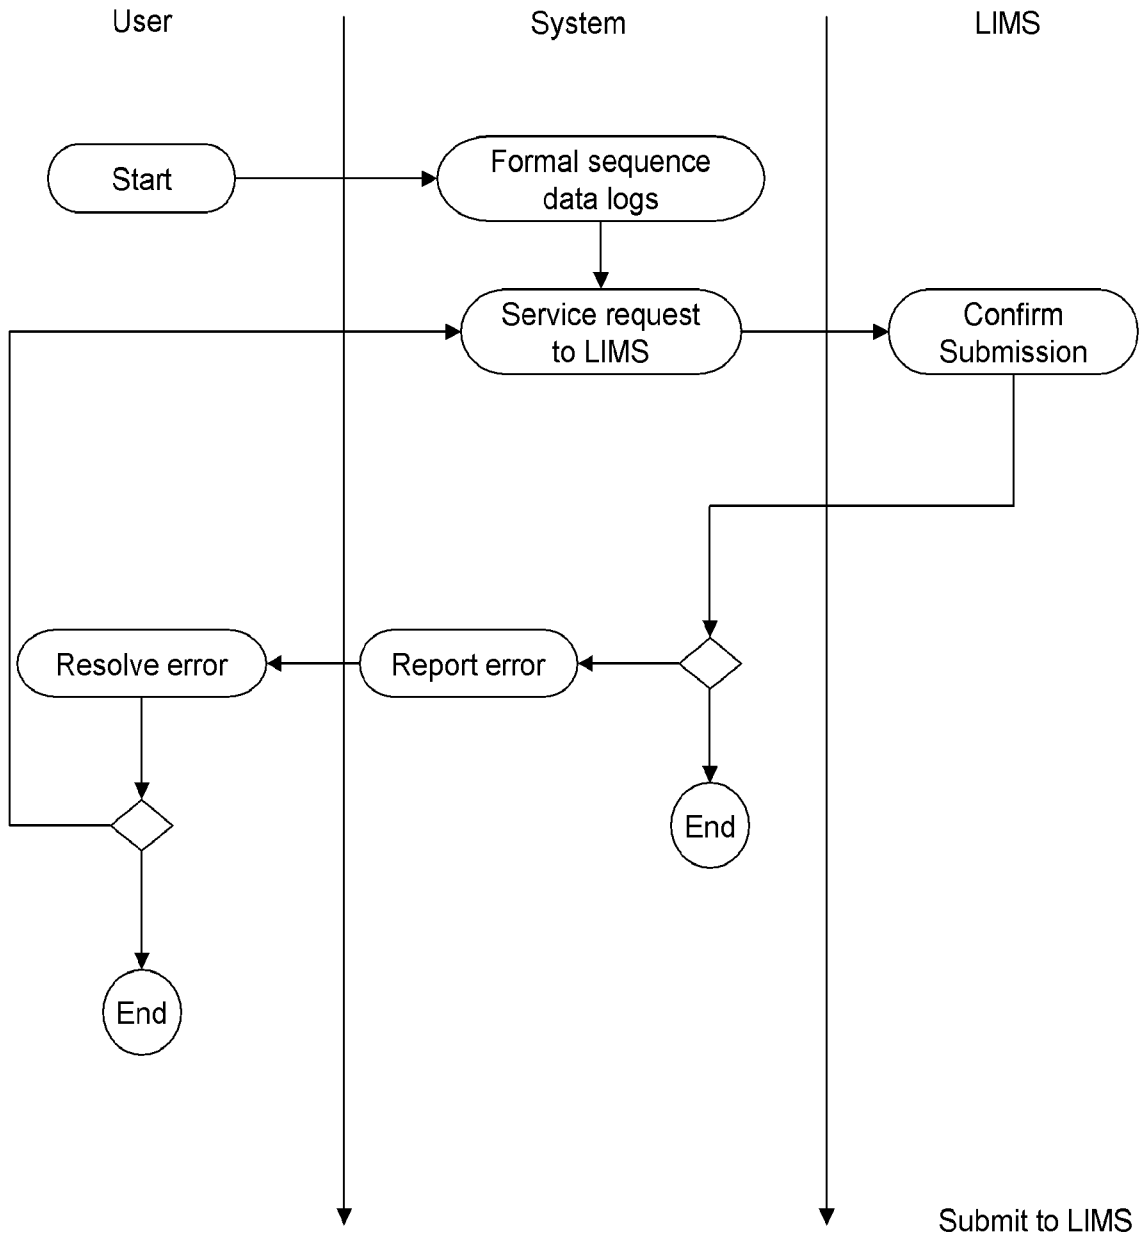 User
System
LIMS
Start
Formal sequence
data logs
Service request
to LIMS
Confirm
Submission
Resolve error
Report error
End
End
Submit to LIMS